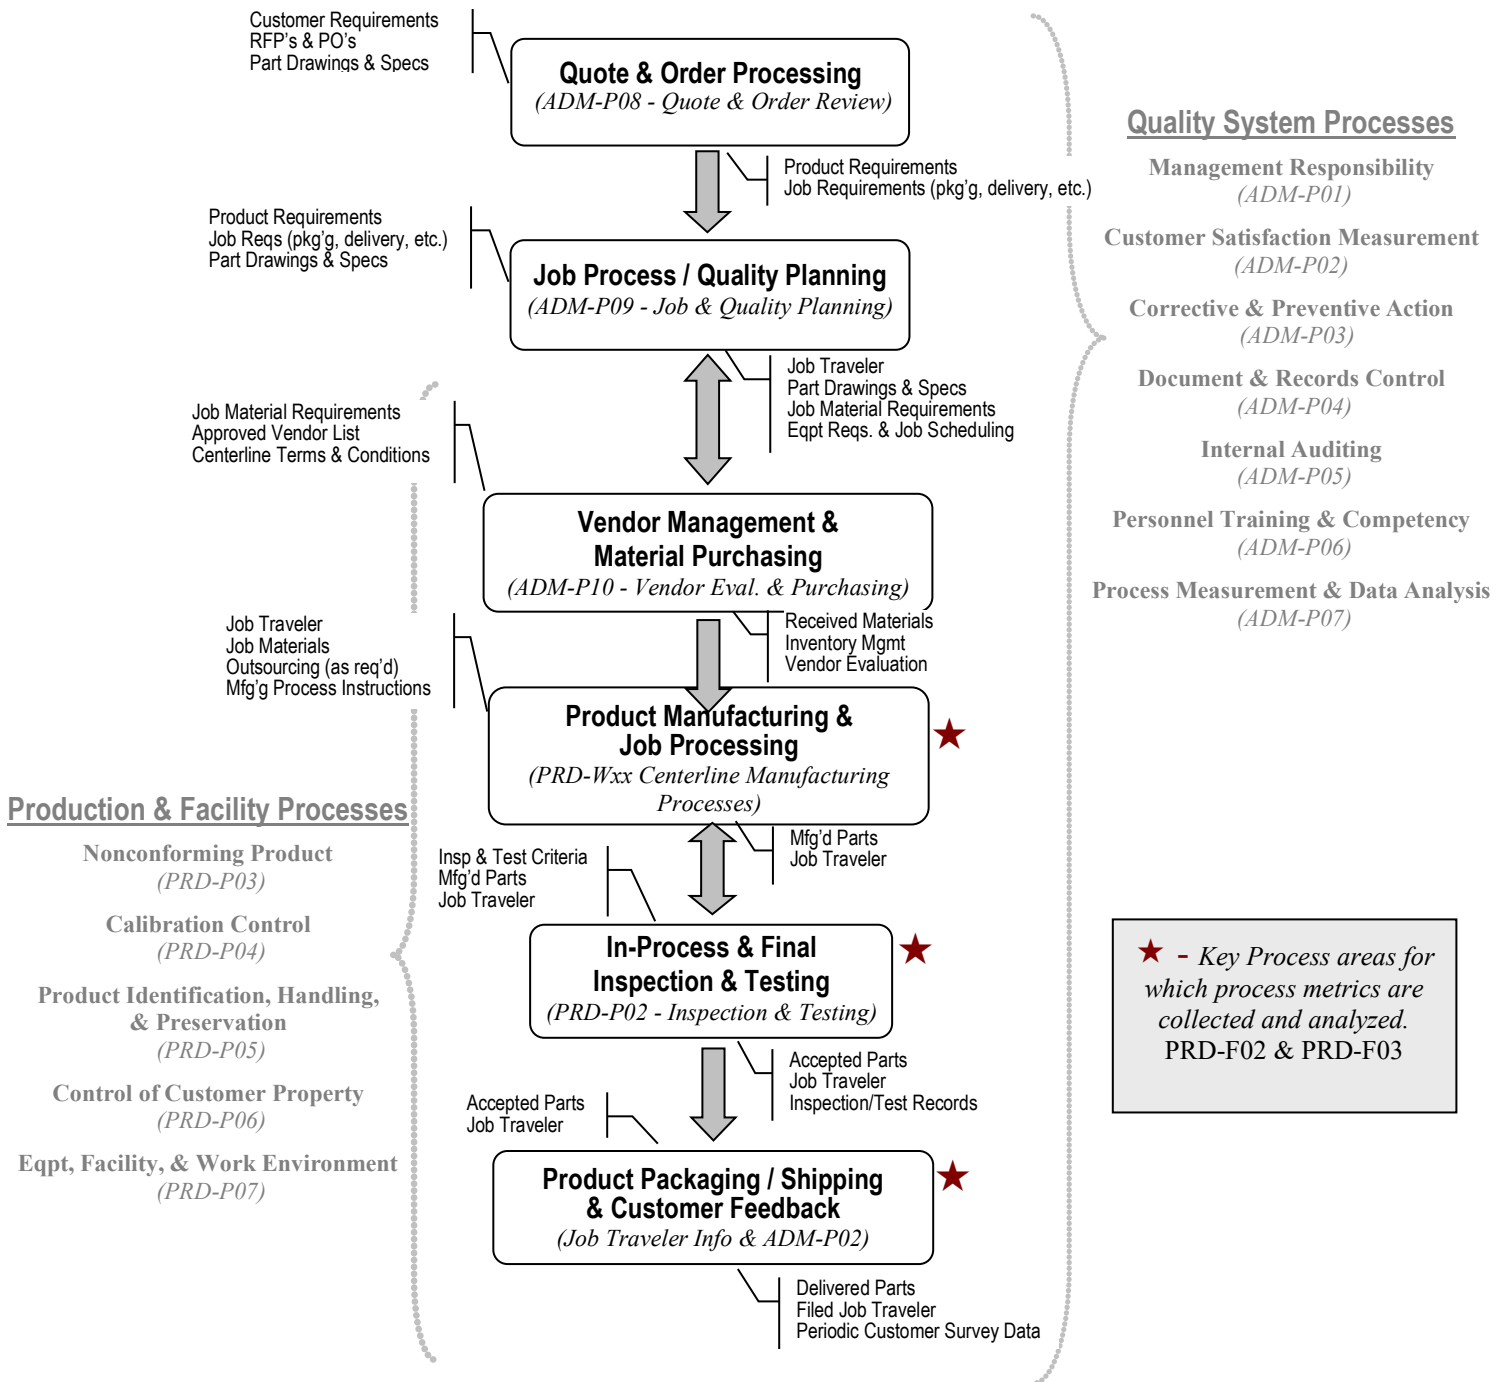 Customer Requirements
RFP's & PO's
Part Drawings & Specs
Quote & Order Processing
(ADM-P08 - Quote & Order Review)
Product Requirements
Job Requirements (pkg'g, delivery, etc.)
Product Requirements
Job Reqs (pkg'g, delivery, etc.)
Part Drawings & Specs
Job Process / Quality Planning
(ADM-P09 - Job & Quality Planning)
Job Traveler
Part Drawings & Specs
Job Material Requirements
Eqpt Reqs. & Job Scheduling
Job Material Requirements
Approved Vendor List
Centerline Terms & Conditions
Vendor Management &
Material Purchasing
(ADM-P10 - Vendor Eval. & Purchasing)
Received Materials
Inventory Mgmt
Vendor Evaluation
Job Traveler
Job Materials
Outsourcing (as req'd)
Mfg'g Process Instructions
Product Manufacturing &
Job Processing
(PRD-Wxx Centerline Manufacturing
Processes)
Mfg'd Parts
Job Traveler
Insp & Test Criteria
Mfg'd Parts
Job Traveler
In-Process & Final
Inspection & Testing
(PRD-P02 - Inspection & Testing)
Accepted Parts
Job Traveler
Inspection/Test Records
Accepted Parts
Job Traveler
Product Packaging / Shipping
& Customer Feedback
(Job Traveler Info & ADM-P02)
Delivered Parts
Filed Job Traveler
Periodic Customer Survey Data
Quality System Processes
Management Responsibility
(ADM-P01)
Customer Satisfaction Measurement
(ADM-P02)
Corrective & Preventive Action
(ADM-P03)
Document & Records Control
(ADM-P04)
Internal Auditing
(ADM-P05)
Personnel Training & Competency
(ADM-P06)
Process Measurement & Data Analysis
(ADM-P07)
Production & Facility Processes
Nonconforming Product
(PRD-P03)
Calibration Control
(PRD-P04)
Product Identification, Handling,
& Preservation
(PRD-P05)
Control of Customer Property
(PRD-P06)
Eqpt, Facility, & Work Environment
(PRD-P07)
★ - Key Process areas for
which process metrics are
collected and analyzed.
PRD-F02 & PRD-F03